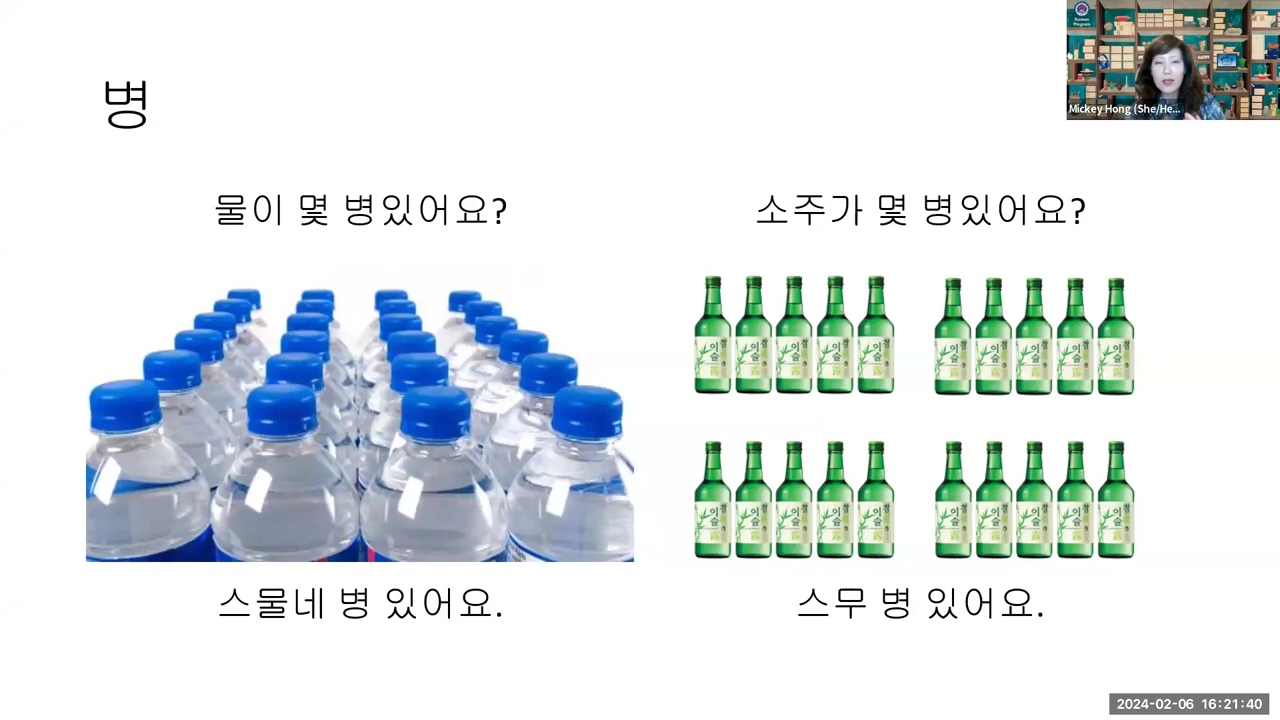 병
물이 몇 병있어요?
소주가 몇 병있어요?
스물네 병 있어요.
스무 병 있어요.
Korean
Program
Mickey Hong (She/He...
2024-02-06 16:21:40